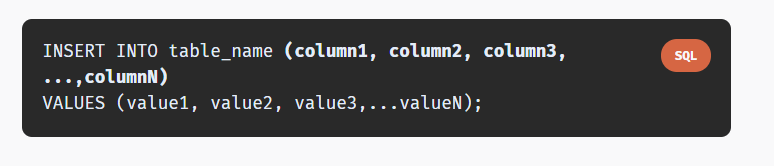 INSERT INTO table_name (column1, column2, column3,
...,columnN)
VALUES (value1, value2, value3,...valueN);
SQL